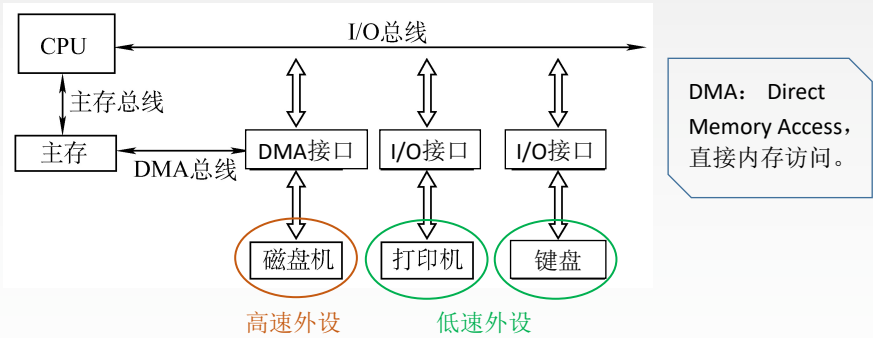 I/O总线
CPU
主存总线
主存
DMA总线
DMA接口
I/O接口
I/O接口
磁盘机
打印机
键盘
高速外设
低速外设
DMA： Direct
Memory Access，
直接内存访问。